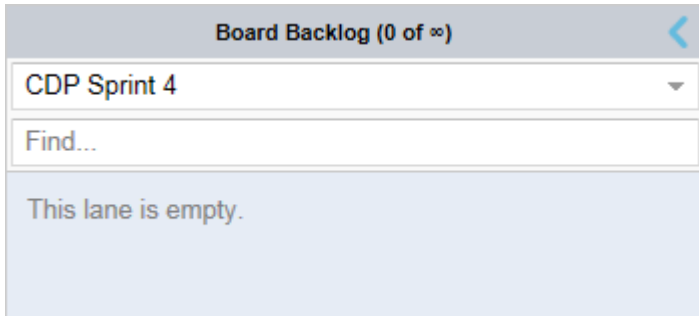 Board Backlog (0 of ∞)
CDP Sprint 4
Find...
This lane is empty.